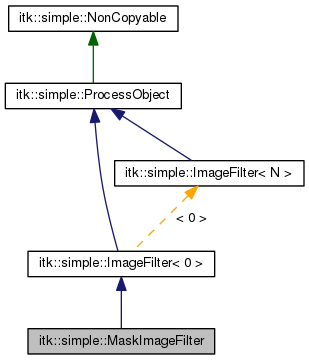 itk::simple::NonCopyable
itk::simple::ProcessObject
itk::simple::ImageFilter< N >
< 0 >
itk::simple::ImageFilter< 0 >
itk::simple::MaskImageFilter